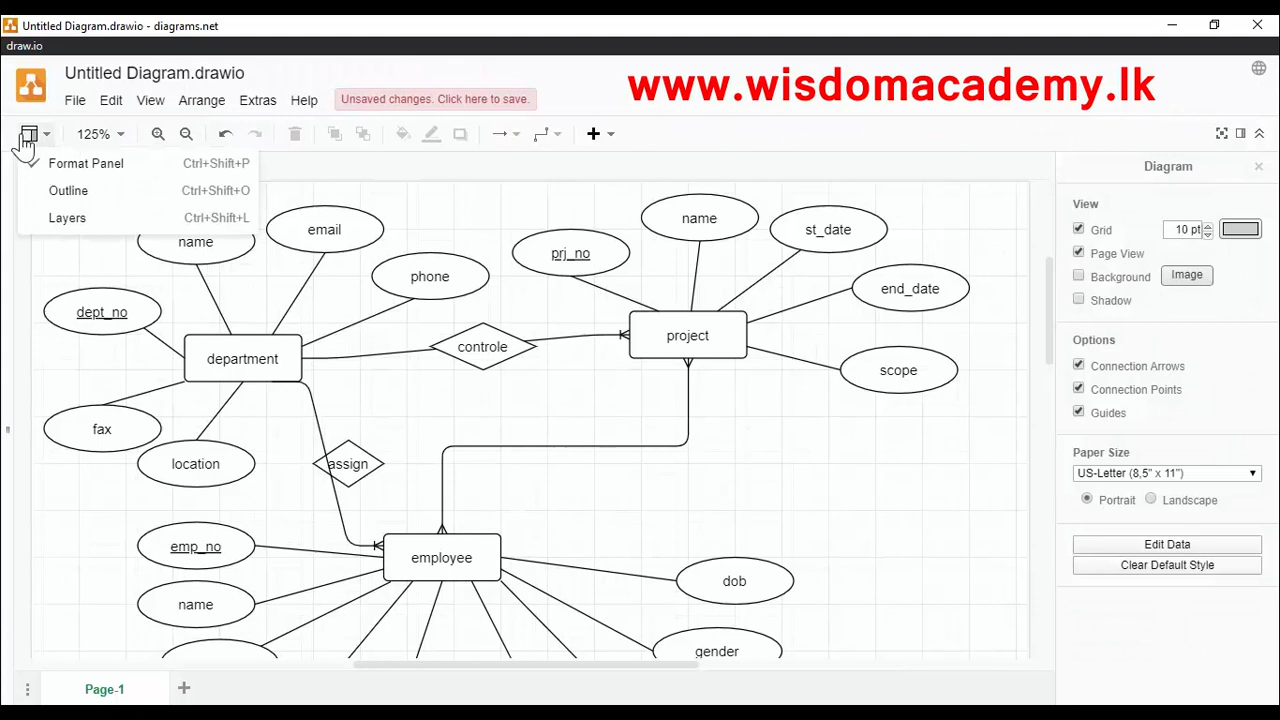 Untitled Diagram.drawio - diagrams.net
draw.io
Untitled Diagram.drawio
www.wisdomacademy.lk
File Edit View Arrange Extras Help Unsaved changes. Click here to save.
125%
Format Panel Ctrl+Shift+P
Outline Ctrl+Shift+O
Layers Ctrl+Shift+L
name
email
phone
dept_no
department
fax
location
controle
assign
prj_no
name
st_date
end_date
scope
project
emp_no
name
employee
dob
gender
Diagram
View
Grid 10 pt
Page View
Background Image
Shadow
Options
Connection Arrows
Connection Points
Guides
Paper Size
US-Letter (8,5" x 11")
Portrait Landscape
Edit Data
Clear Default Style
Page-1